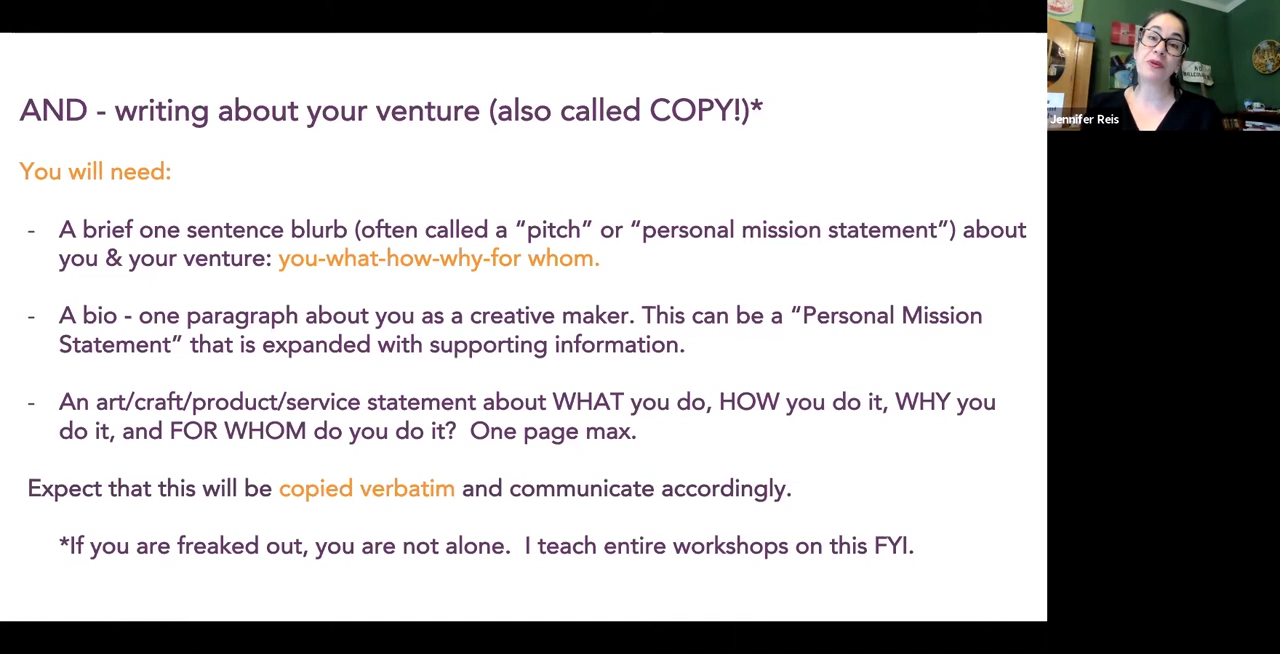 AND - writing about your venture (also called COPY!)*
You will need:
- A brief one sentence blurb (often called a “pitch” or “personal mission statement”) about
you & your venture: you-what-how-why-for whom.
- A bio - one paragraph about you as a creative maker. This can be a “Personal Mission
Statement” that is expanded with supporting information.
- An art/craft/product/service statement about WHAT you do, HOW you do it, WHY you
do it, and FOR WHOM do you do it?  One page max.
Expect that this will be copied verbatim and communicate accordingly.
*If you are freaked out, you are not alone.  I teach entire workshops on this FYI.
Jennifer Reis